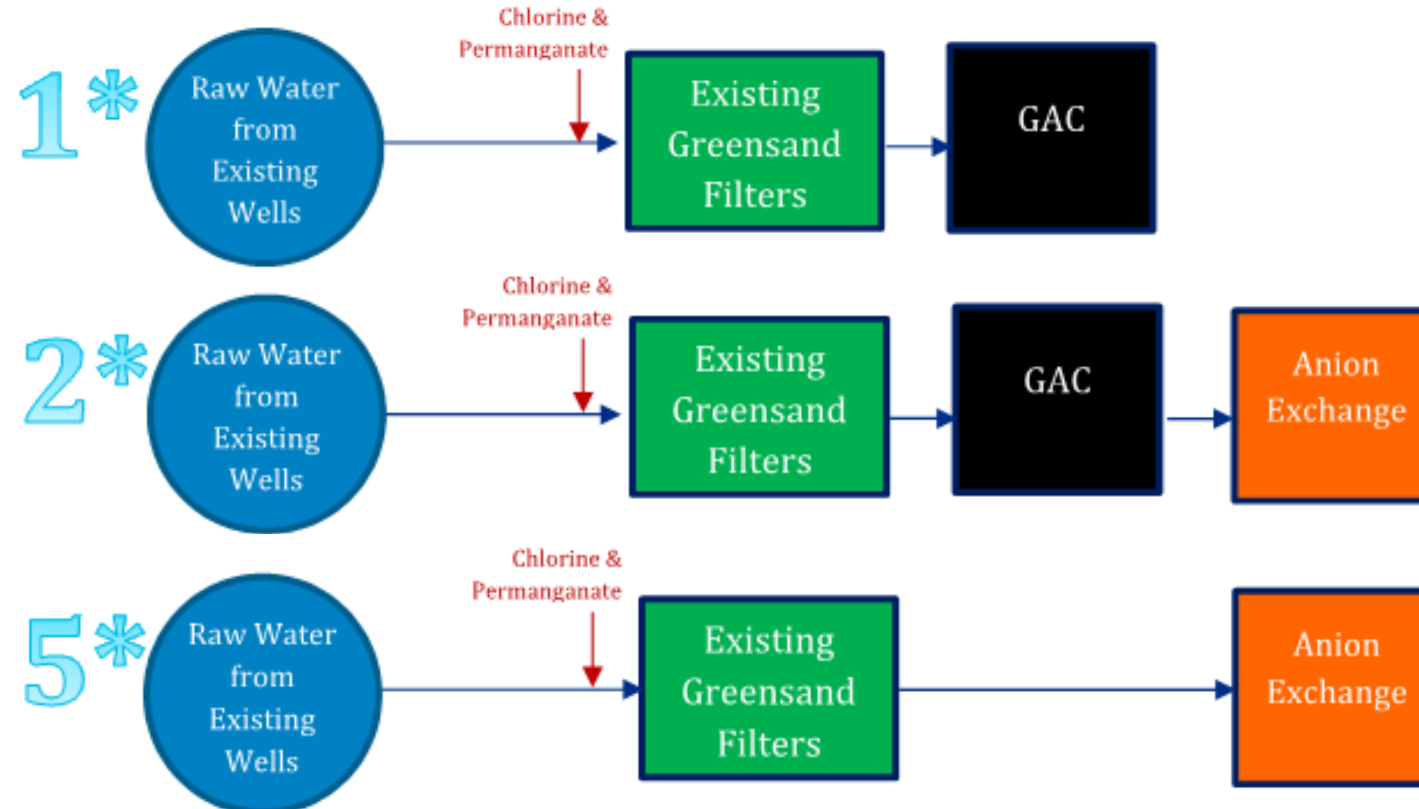 1*
Raw Water
from
Existing
Wells
Chlorine &
Permanganate
Existing
Greensand
Filters
GAC
2*
Raw Water
from
Existing
Wells
Chlorine &
Permanganate
Existing
Greensand
Filters
GAC
Anion
Exchange
5*
Raw Water
from
Existing
Wells
Chlorine &
Permanganate
Existing
Greensand
Filters
Anion
Exchange